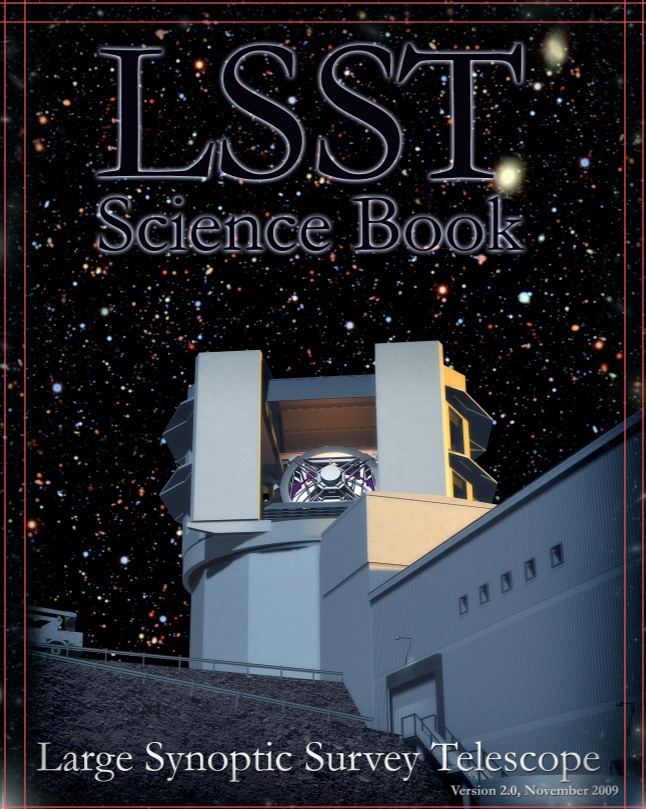 LSST
Science Book
Large Synoptic Survey Telescope
Version 2.0, November 2009